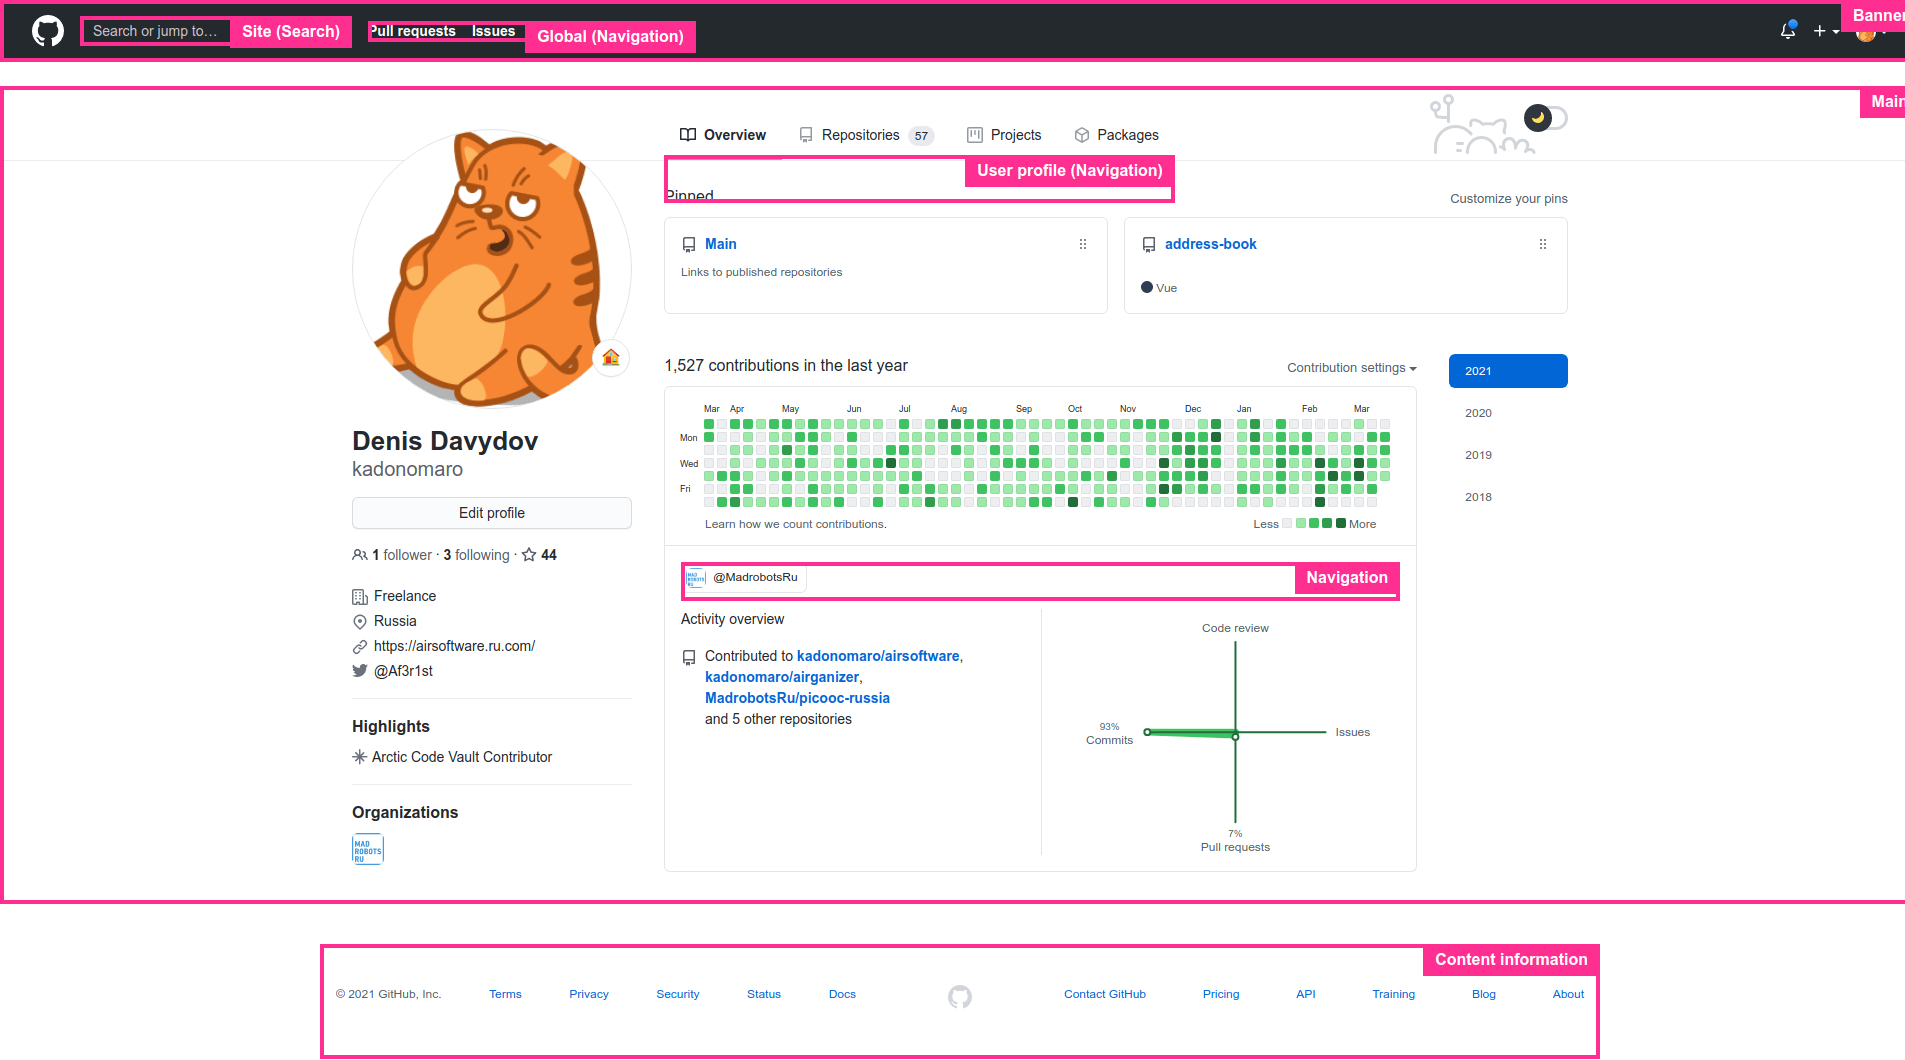 Search or jump to…
Site (Search)
Pull requests
Issues
Global (Navigation)
Banner
Main
Overview
Repositories 57
Projects
Packages
User profile (Navigation)
Pinned
Customize your pins
Main
Links to published repositories
address-book
Vue
1,527 contributions in the last year
Contribution settings
2021
2020
2019
2018
Mar Apr May Jun Jul Aug Sep Oct Nov Dec Jan Feb Mar
Mon
Wed
Fri
Learn how we count contributions.
Less More
Denis Davydov
kadonomaro
Edit profile
1 follower · 3 following · 44
Freelance
Russia
https://airsoftware.ru.com/
@Af3r1st
Highlights
Arctic Code Vault Contributor
Organizations
MAD
ROBOTS
RU
MAD
ROBOTS
RU
@MadrobotsRu
Navigation
Activity overview
Contributed to kadonomaro/airsoftware,
kadonomaro/airganizer,
MadrobotsRu/picooc-russia
and 5 other repositories
Code review
93%
Commits
Issues
7%
Pull requests
Content information
© 2021 GitHub, Inc.
Terms
Privacy
Security
Status
Docs
Contact GitHub
Pricing
API
Training
Blog
About